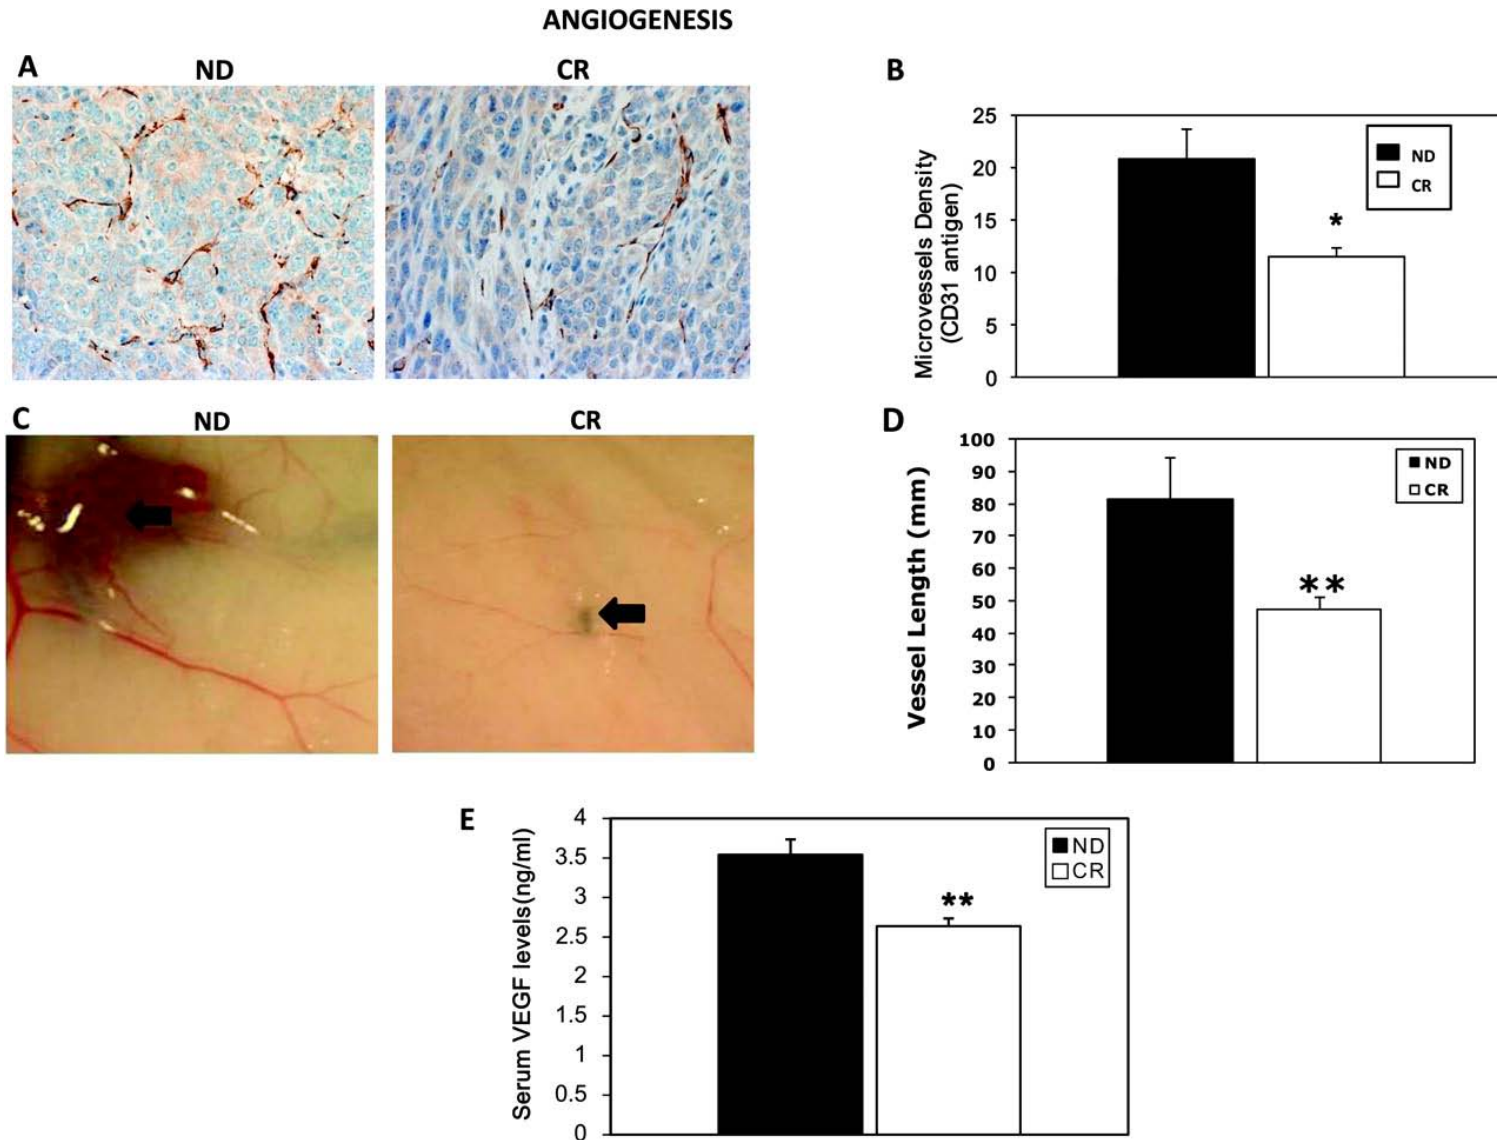 ANGIOGENESIS
A
ND
CR
B
25
20
15
10
5
0
Microvessels Density
(CD31 antigen)
ND
CR
*
C
ND
CR
D
100
90
80
70
60
50
40
30
20
10
0
Vessel Length (mm)
ND
CR
**
E
4
3.5
3
2.5
2
1.5
1
0.5
0
Serum VEGF levels(ng/ml)
ND
CR
**